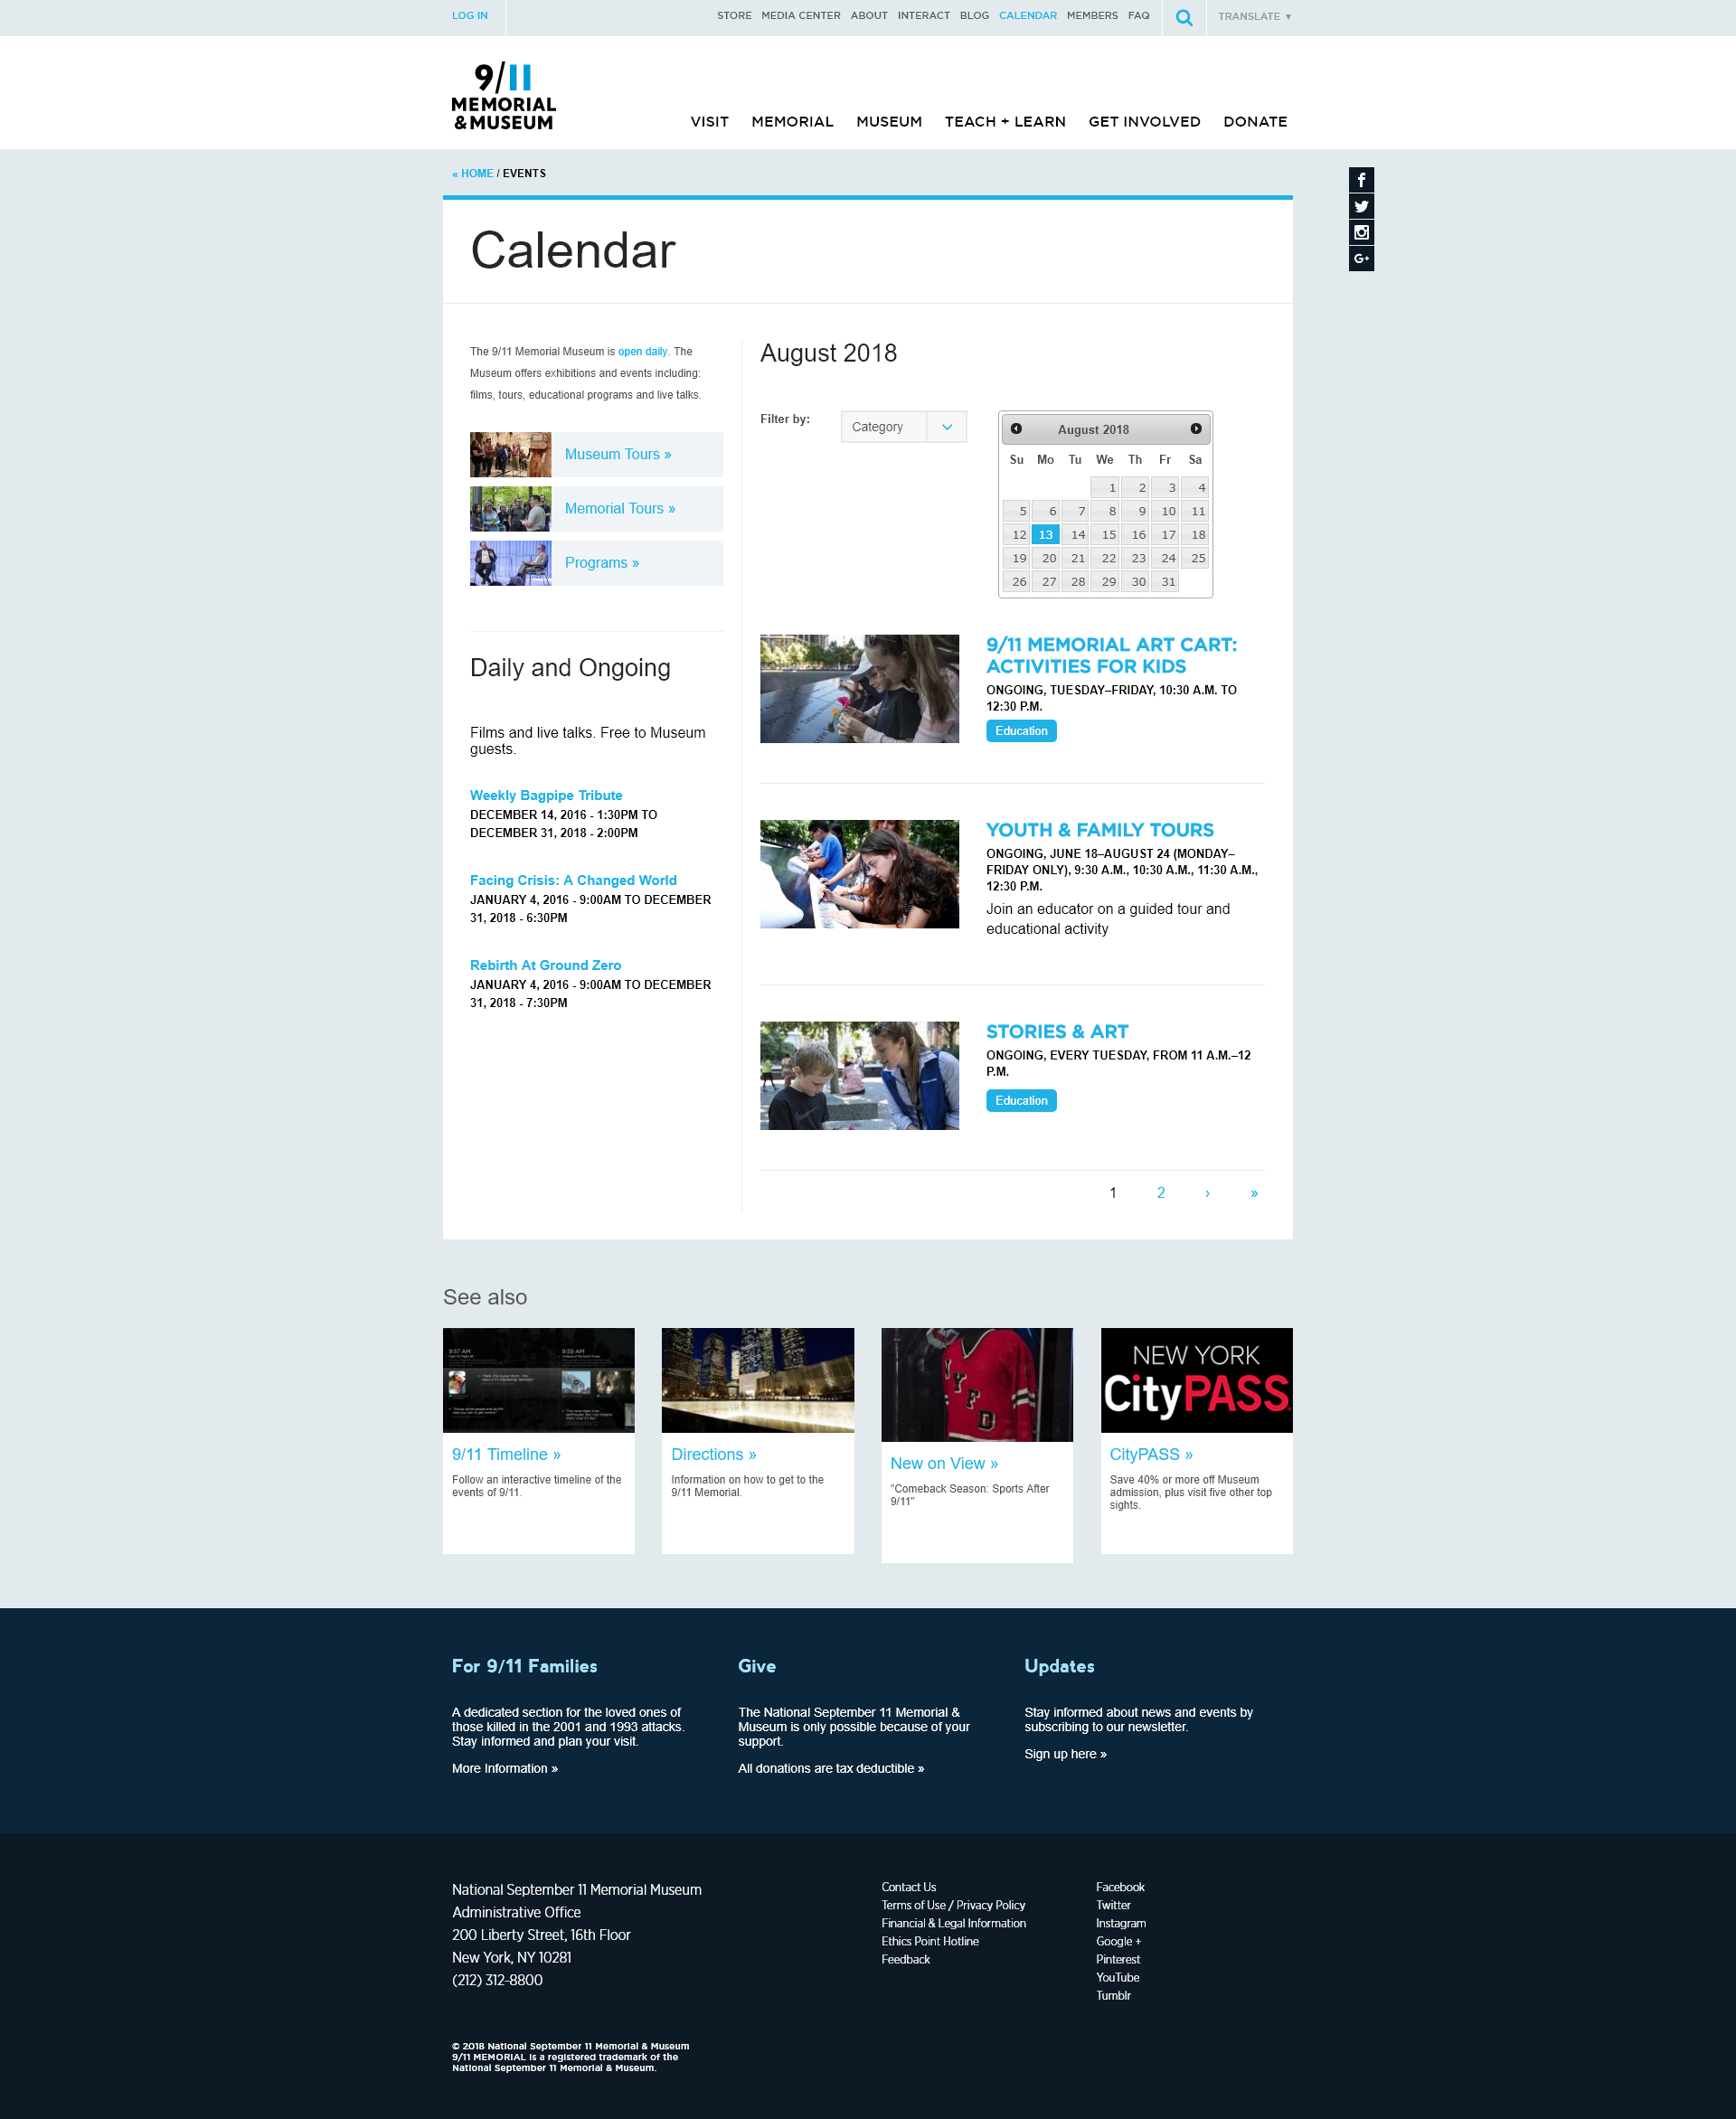 LOG IN
STORE MEDIA CENTER ABOUT INTERACT BLOG CALENDAR MEMBERS FAQ
TRANSLATE ▼
9/11
MEMORIAL
&MUSEUM
VISIT MEMORIAL MUSEUM TEACH + LEARN GET INVOLVED DONATE
« HOME / EVENTS
Calendar
The 9/11 Memorial Museum is open daily. The
Museum offers exhibitions and events including:
films, tours, educational programs and live talks.
Museum Tours »
Memorial Tours »
Programs »
Daily and Ongoing
Films and live talks. Free to Museum
guests.
Weekly Bagpipe Tribute
DECEMBER 14, 2016 - 1:30PM TO
DECEMBER 31, 2018 - 2:00PM
Facing Crisis: A Changed World
JANUARY 4, 2016 - 9:00AM TO DECEMBER
31, 2018 - 6:30PM
Rebirth At Ground Zero
JANUARY 4, 2016 - 9:00AM TO DECEMBER
31, 2018 - 7:30PM
August 2018
Filter by:
Category
August 2018
Su Mo Tu We Th Fr Sa
1 2 3 4
5 6 7 8 9 10 11
12 13 14 15 16 17 18
19 20 21 22 23 24 25
26 27 28 29 30 31
9/11 MEMORIAL ART CART:
ACTIVITIES FOR KIDS
ONGOING, TUESDAY–FRIDAY, 10:30 A.M. TO
12:30 P.M.
Education
YOUTH & FAMILY TOURS
ONGOING, JUNE 18–AUGUST 24 (MONDAY–
FRIDAY ONLY), 9:30 A.M., 10:30 A.M., 11:30 A.M.,
12:30 P.M.
Join an educator on a guided tour and
educational activity
STORIES & ART
ONGOING, EVERY TUESDAY, FROM 11 A.M.–12
P.M.
Education
1 2 › »
See also
9:57 AM
9:59 AM
9/11 Timeline »
Follow an interactive timeline of the
events of 9/11.
Directions »
Information on how to get to the
9/11 Memorial.
New on View »
"Comeback Season: Sports After
9/11"
NEW YORK
CityPASS
CityPASS »
Save 40% or more off Museum
admission, plus visit five other top
sights.
For 9/11 Families
A dedicated section for the loved ones of
those killed in the 2001 and 1993 attacks.
Stay informed and plan your visit.
More Information »
Give
The National September 11 Memorial &
Museum is only possible because of your
support.
All donations are tax deductible »
Updates
Stay informed about news and events by
subscribing to our newsletter.
Sign up here »
National September 11 Memorial Museum
Administrative Office
200 Liberty Street, 16th Floor
New York, NY 10281
(212) 312-8800
Contact Us
Terms of Use / Privacy Policy
Financial & Legal Information
Ethics Point Hotline
Feedback
Facebook
Twitter
Instagram
Google +
Pinterest
YouTube
Tumblr
© 2018 National September 11 Memorial & Museum
9/11 MEMORIAL is a registered trademark of the
National September 11 Memorial & Museum.